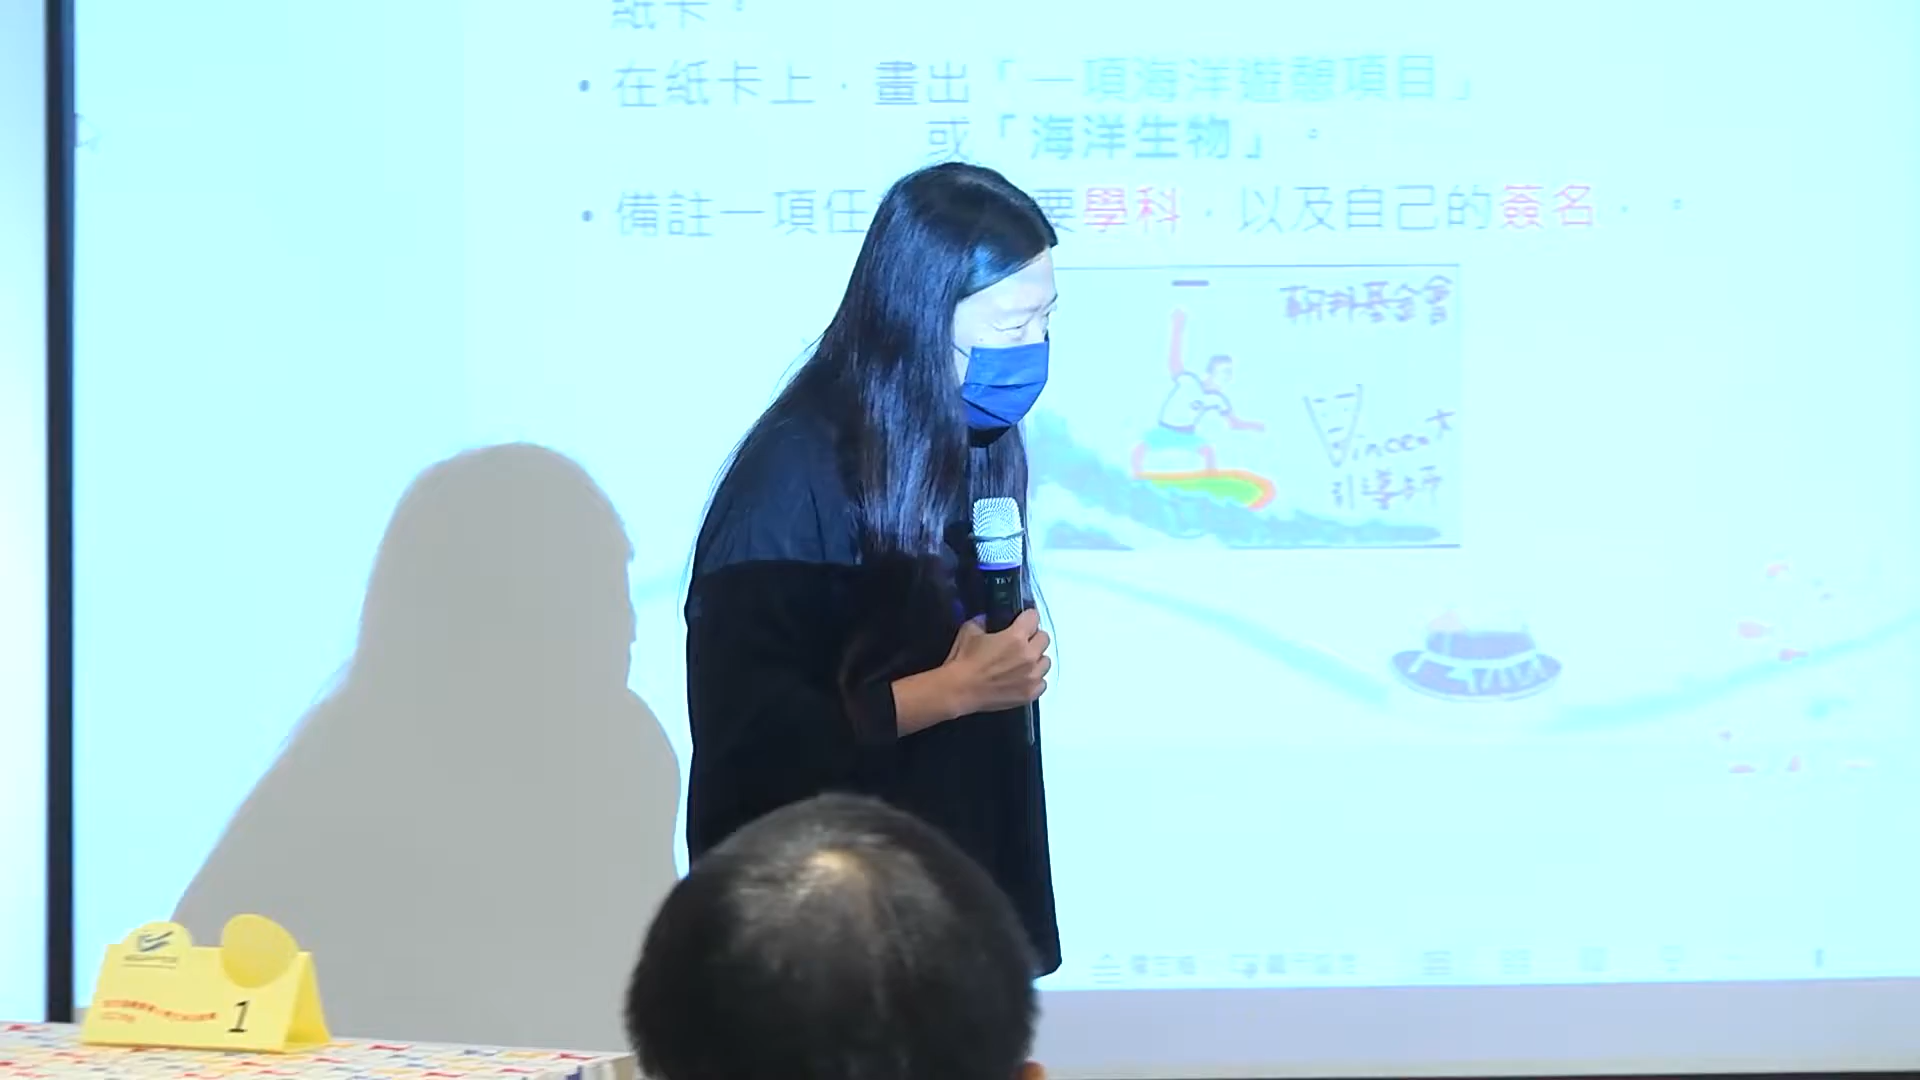 紙卡。
• 在紙卡上，畫出「一項海洋遊憩項目」
或「海洋生物」。
• 備註一項任 要學科，以及自己的簽名，。
基金會
Vincent
引導師
1